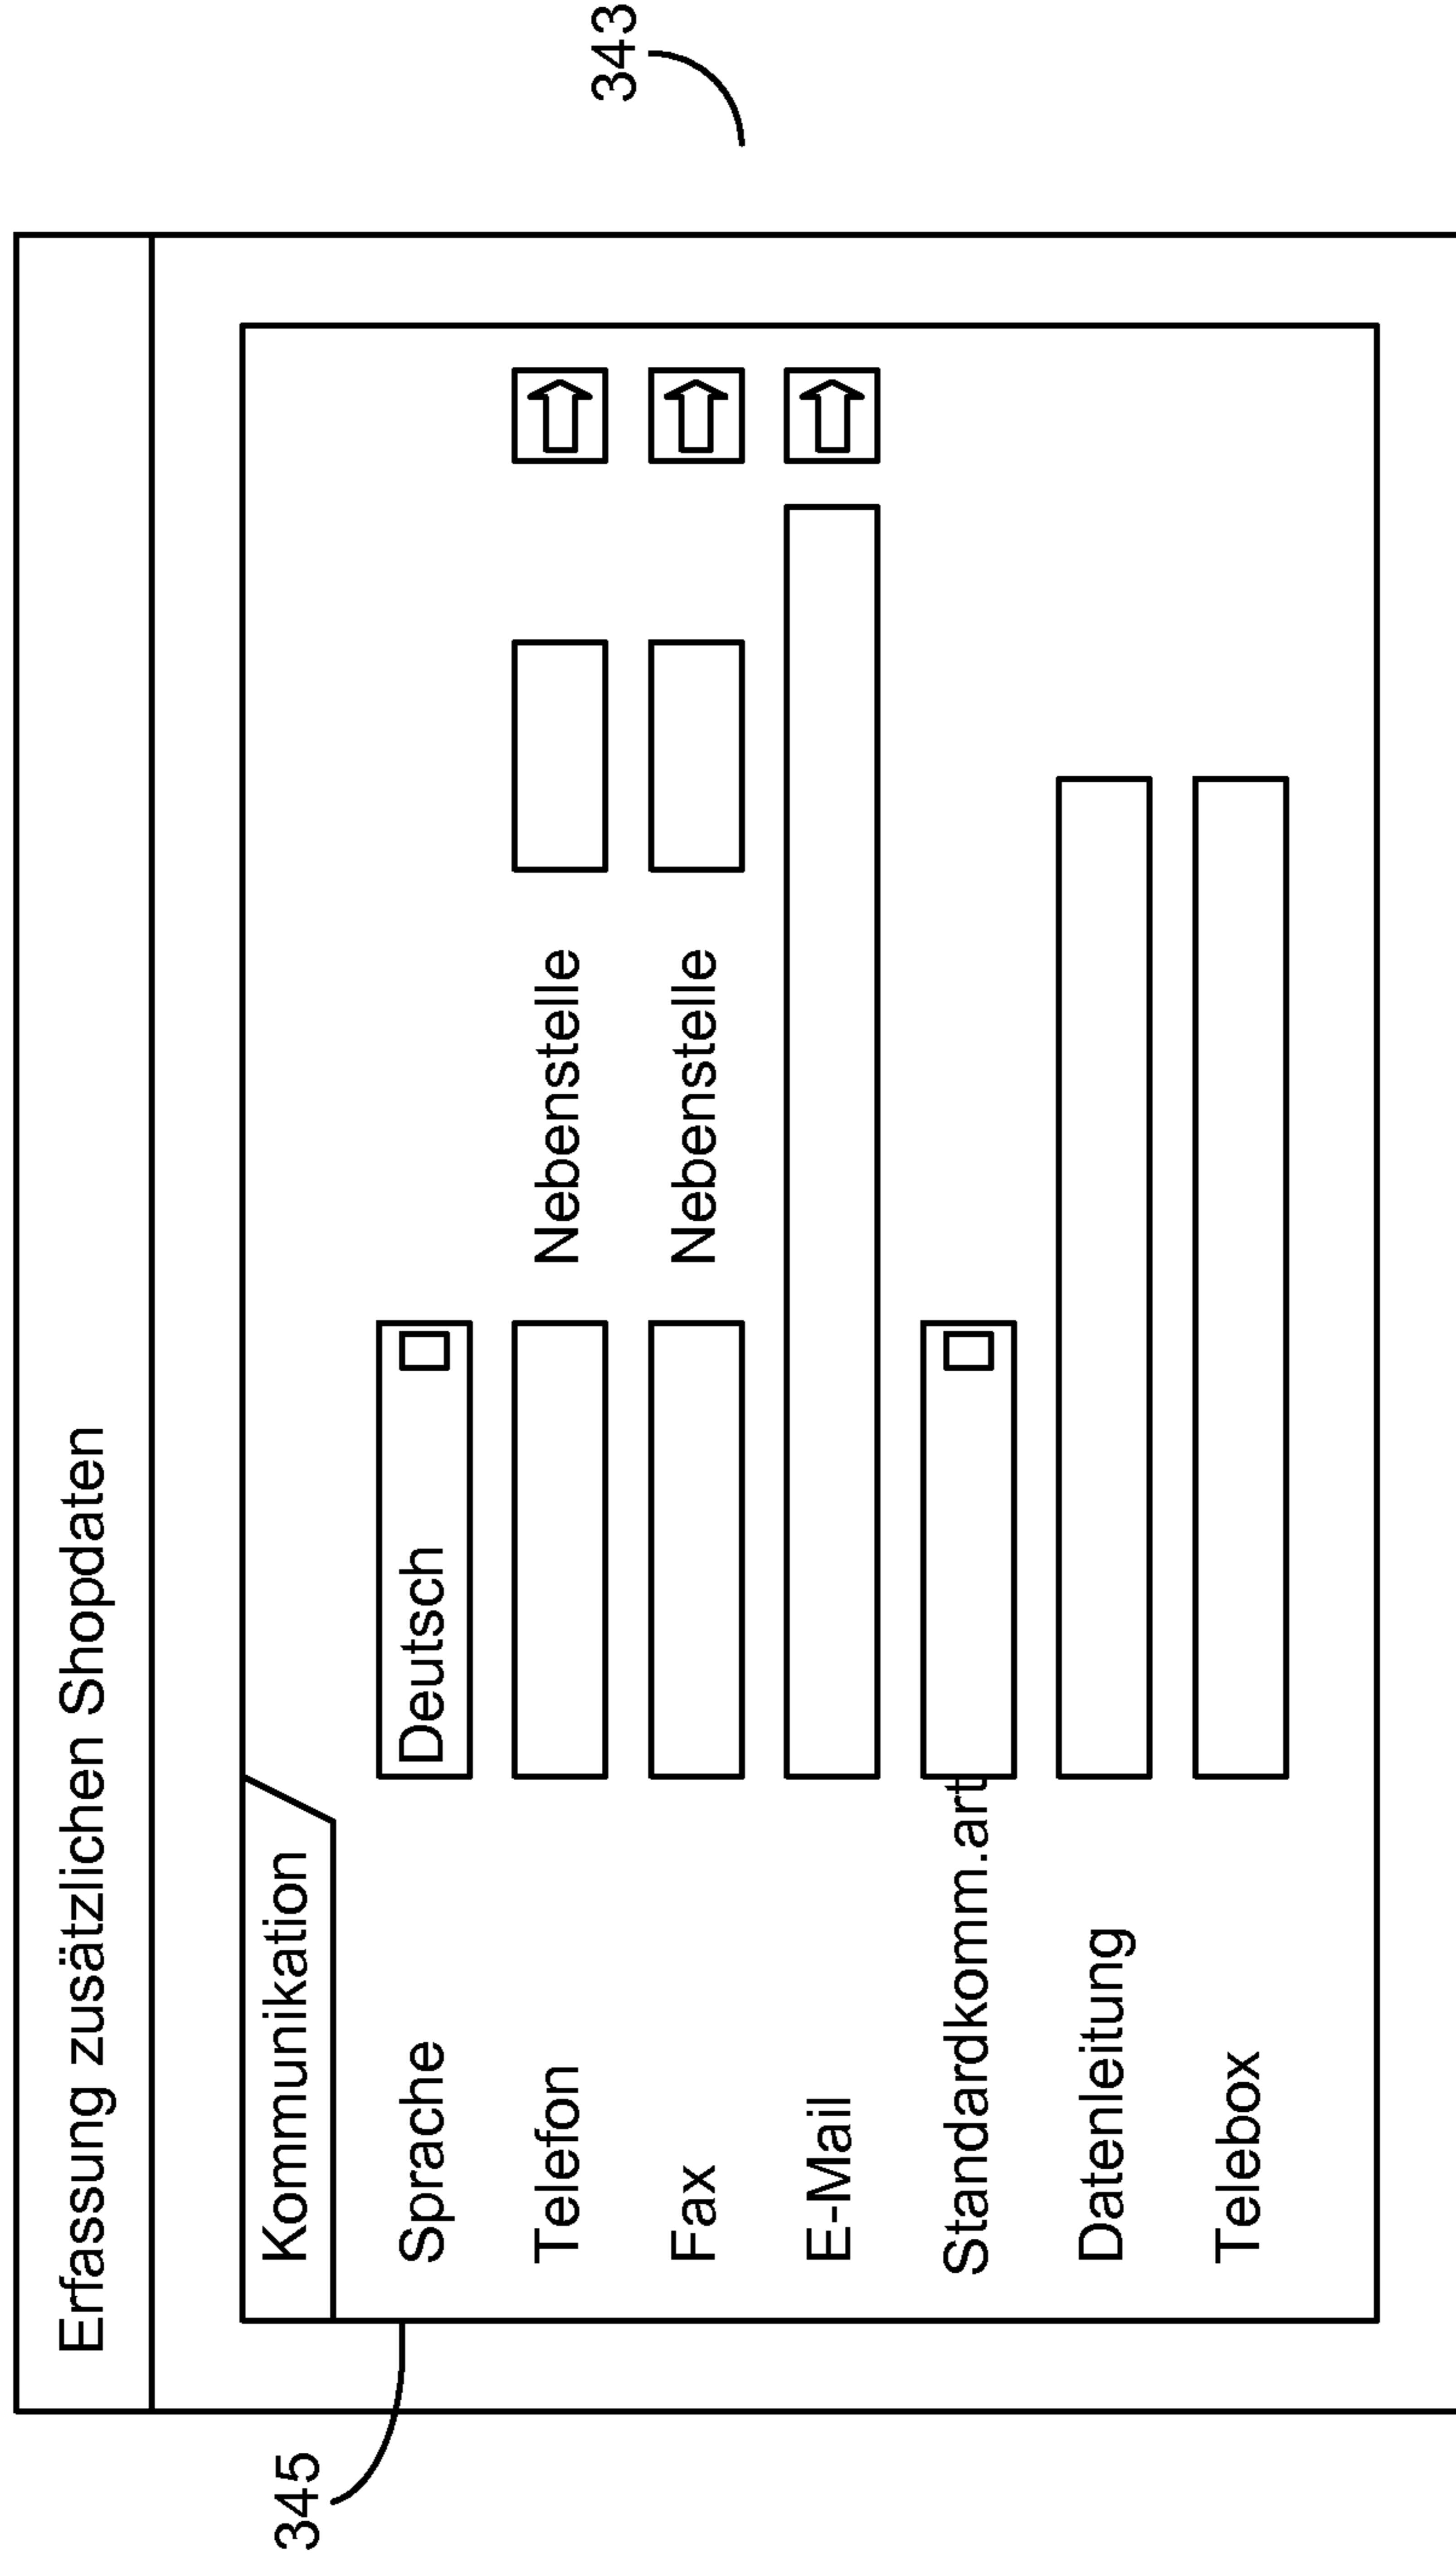 343
Erfassung zusätzlichen Shopdaten
345
Kommunikation
Sprache Deutsch
Telefon Nebenstelle
Fax Nebenstelle
E-Mail
Standardkomm.art
Datenleitung
Telebox